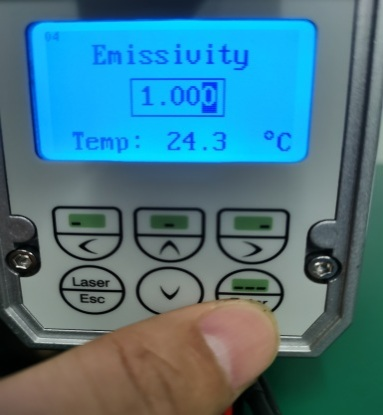 04
Emissivity
1.000
Temp: 24.3 °C
Laser
Esc